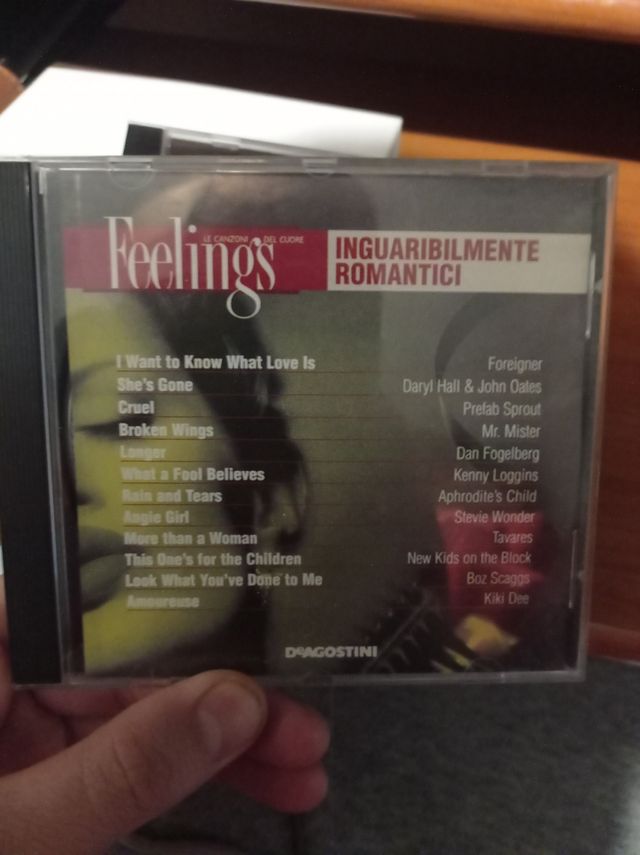 Feelings
LE CANZONI DEL CUORE
INGUARIBILMENTE
ROMANTICI
I Want to Know What Love Is Foreigner
She's Gone Daryl Hall & John Oates
Cruel Prefab Sprout
Broken Wings Mr. Mister
Longer Dan Fogelberg
What a Fool Believes Kenny Loggins
Rain and Tears Aphrodite's Child
Angie Girl Stevie Wonder
More than a Woman Tavares
This One's for the Children New Kids on the Block
Look What You've Done to Me Boz Scaggs
Amoureuse Kiki Dee
DeAGOSTINI